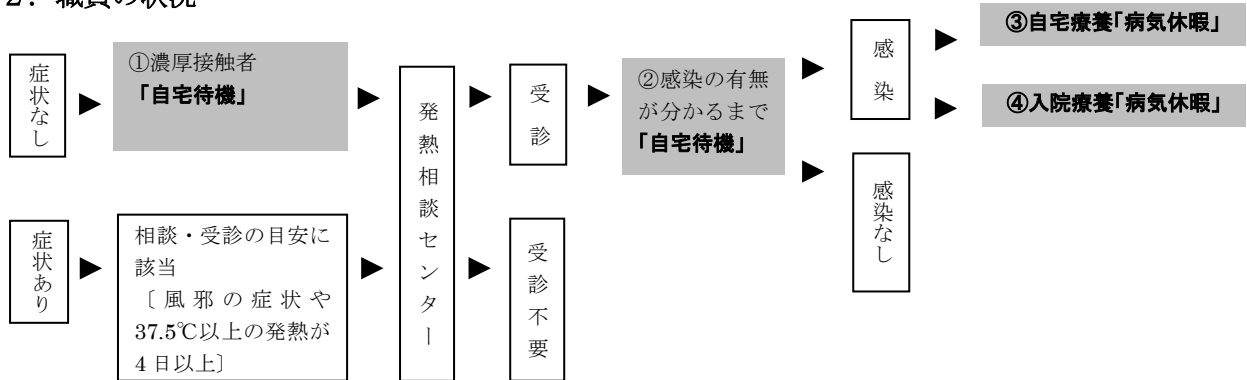 2．職員の状況
症状なし
①濃厚接触者
「自宅待機」
発熱相談センター
受診
②感染の有無
が分かるまで
「自宅待機」
感染
③自宅療養「病気休暇」
④入院療養「病気休暇」
症状あり
相談・受診の目安に
該当
〔風邪の症状や
37.5℃以上の発熱が
4日以上〕
受診不要
感染なし